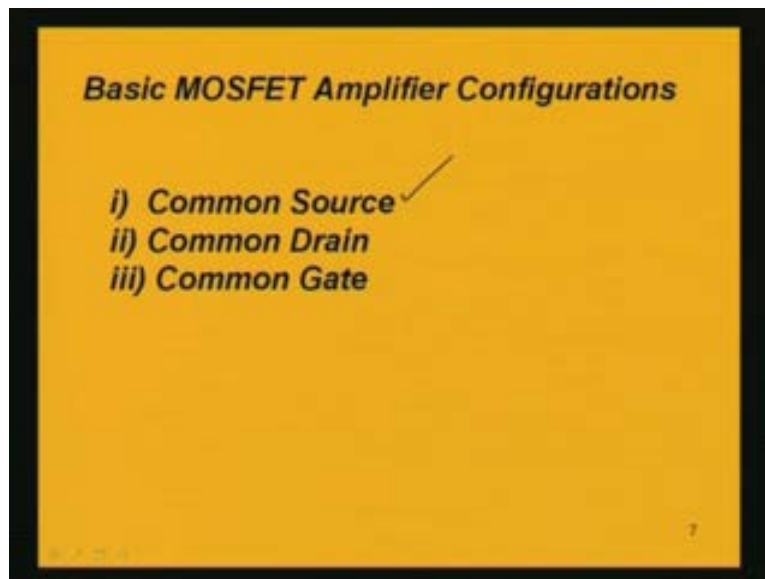 Basic MOSFET Amplifier Configurations
i) Common Source
ii) Common Drain
iii) Common Gate
7